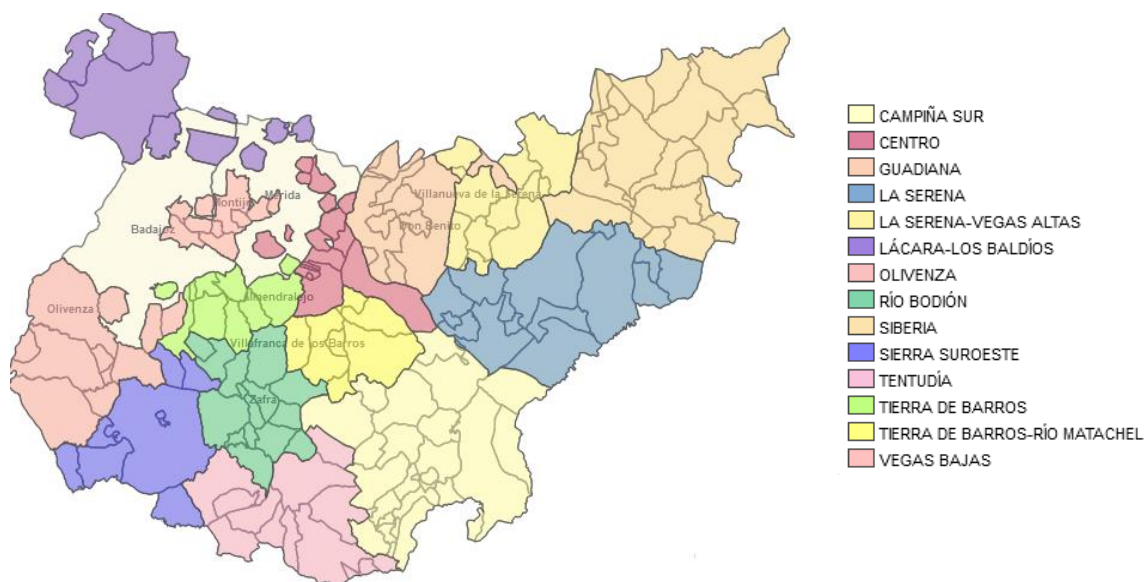 Badajoz
Montijo
Mérida
Villanueva de la Serena
Don Benito
Olivenza
Almendralejo
Villafranca de los Barros
Zafra
CAMPIÑA SUR
CENTRO
GUADIANA
LA SERENA
LA SERENA-VEGAS ALTAS
LÁCARA-LOS BALDÍOS
OLIVENZA
RÍO BODIÓN
SIBERIA
SIERRA SUROESTE
TENTUDÍA
TIERRA DE BARROS
TIERRA DE BARROS-RÍO MATACHEL
VEGAS BAJAS